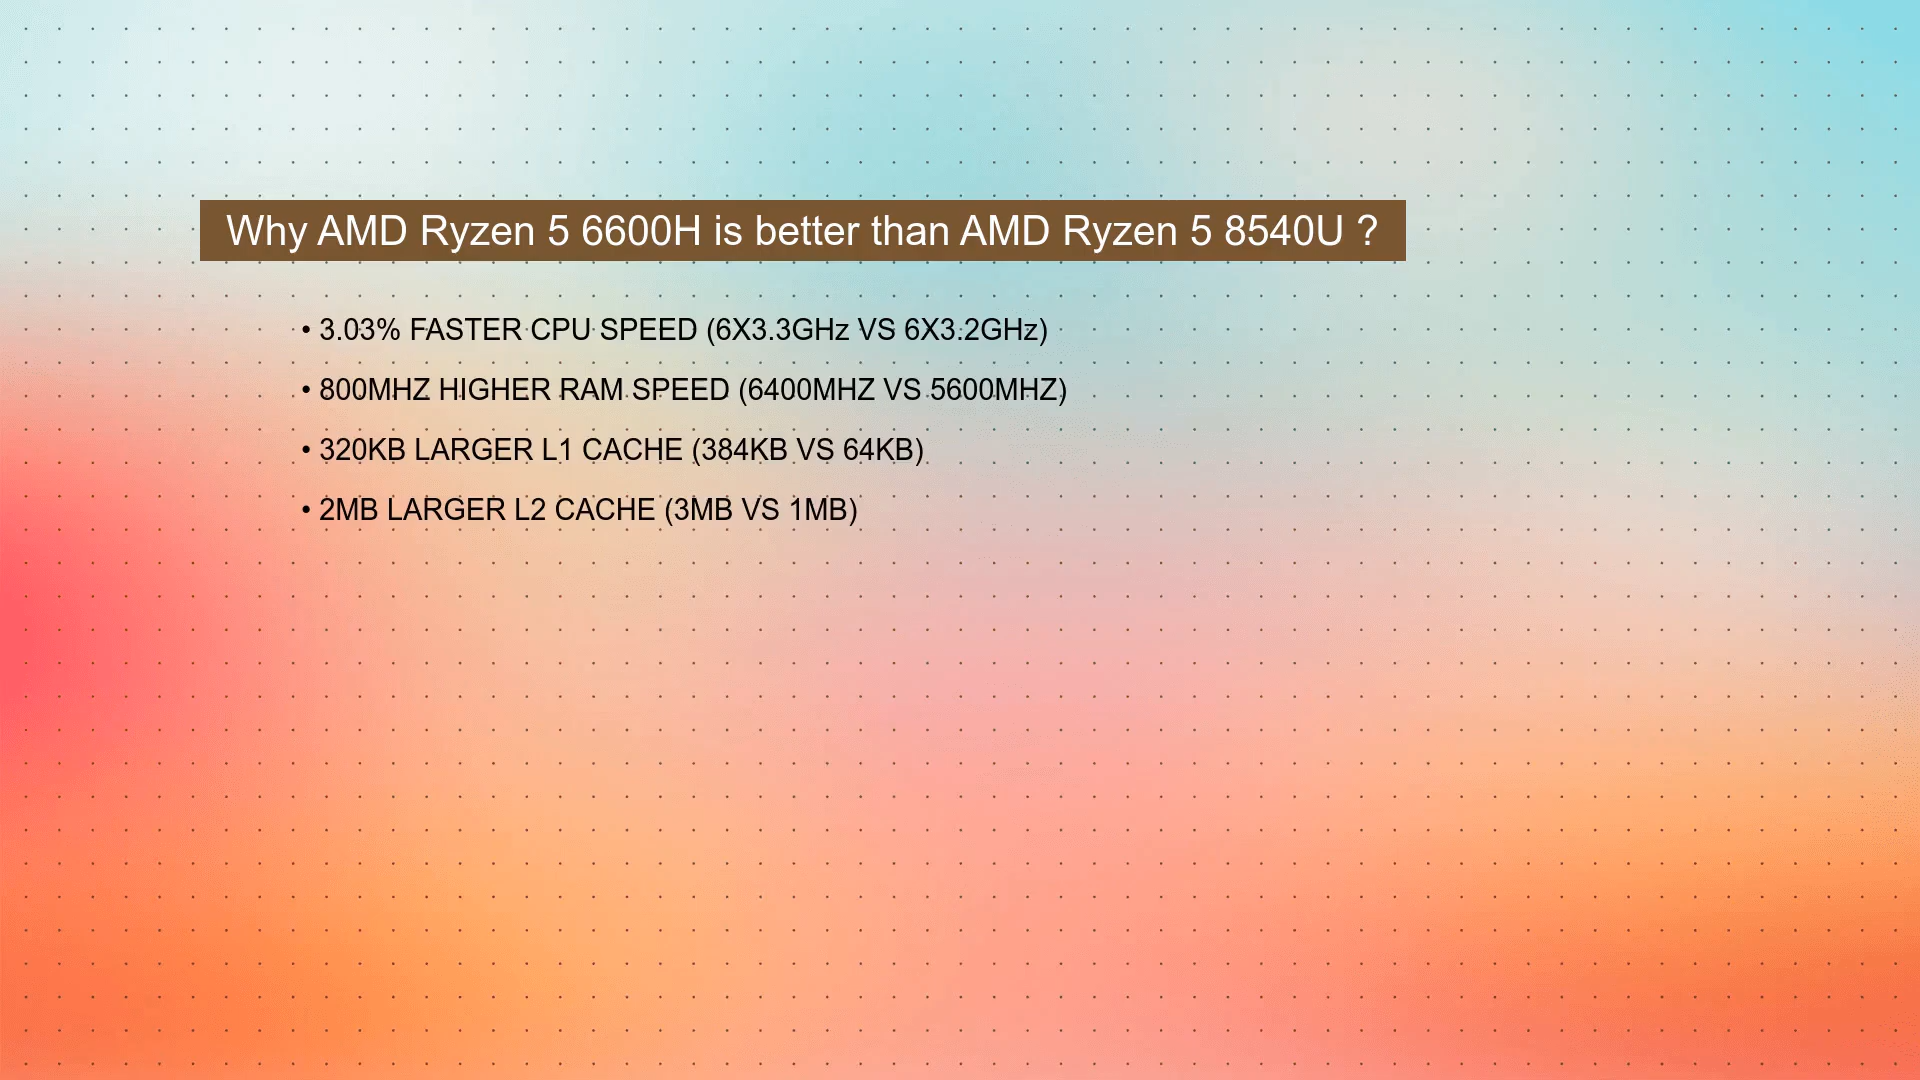 Why AMD Ryzen 5 6600H is better than AMD Ryzen 5 8540U ?
• 3.03% FASTER CPU SPEED (6X3.3GHz VS 6X3.2GHz)
• 800MHZ HIGHER RAM SPEED (6400MHZ VS 5600MHZ)
• 320KB LARGER L1 CACHE (384KB VS 64KB)
• 2MB LARGER L2 CACHE (3MB VS 1MB)